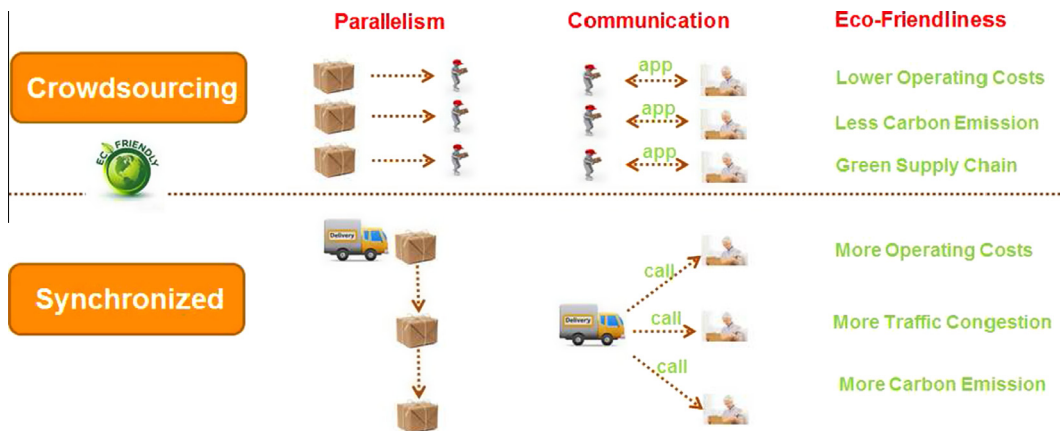 Parallelism Communication Eco-Friendliness
Crowdsourcing
app Lower Operating Costs
app Less Carbon Emission
app Green Supply Chain
ECO FRIENDLY
Delivery
More Operating Costs
call
Synchronized
Delivery call More Traffic Congestion
call More Carbon Emission